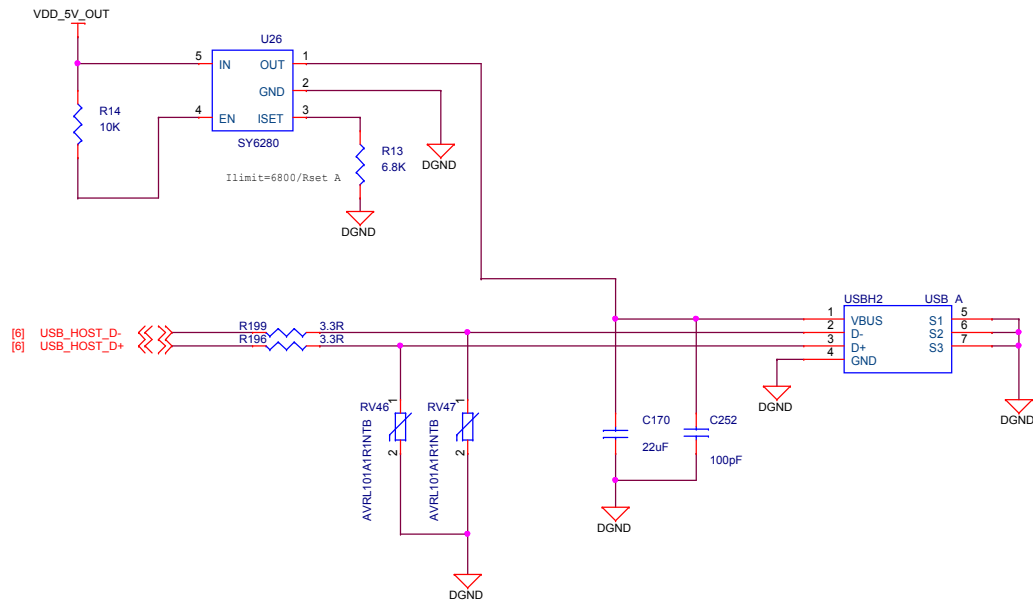 VDD_5V_OUT
U26
5 IN OUT 1
GND 2
4 EN ISET 3
SY6280
R14
10K
R13
6.8K
Ilimit=6800/Rset A
DGND
DGND
USBH2 USB_A
1 VBUS S1 5
2 D- S2 6
3 D+ S3 7
4 GND
[6] USB_HOST_D- R199 3.3R
[6] USB_HOST_D+ R196 3.3R
DGND
DGND
RV46 1
2
AVRL101A1R1NTB
RV47 1
2
AVRL101A1R1NTB
C170
22uF
C252
100pF
DGND
DGND